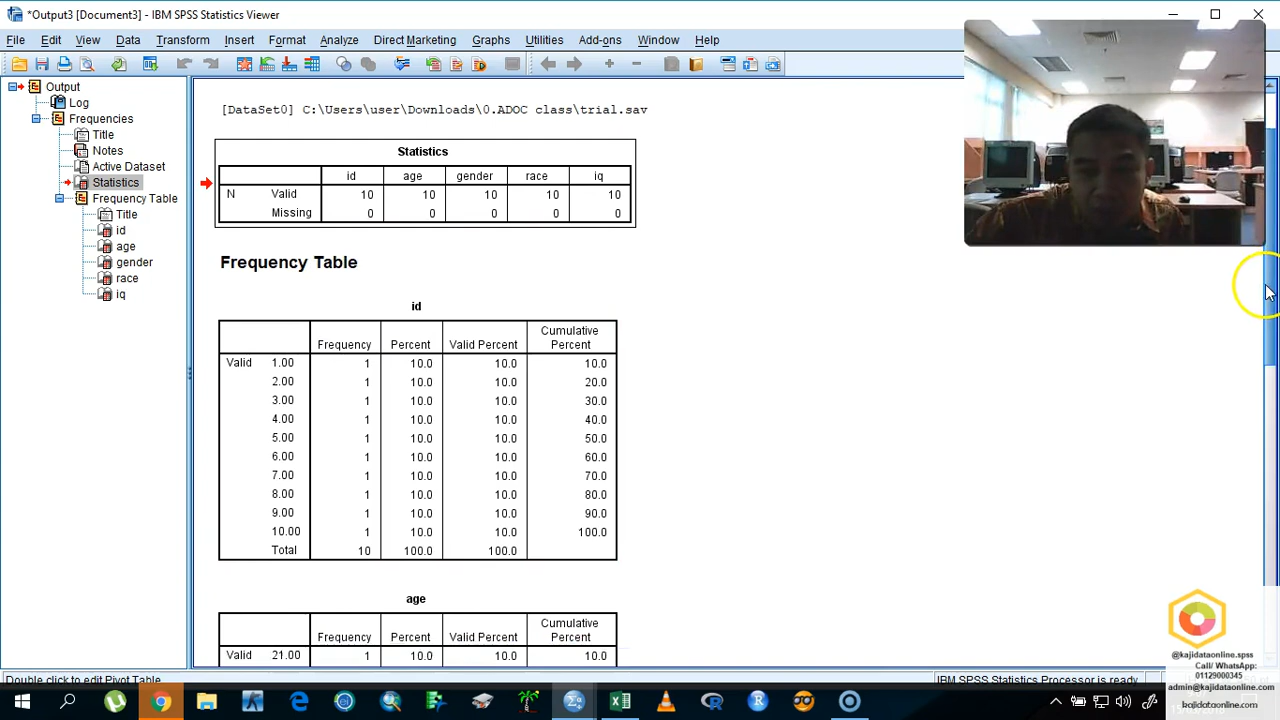 *Output3 [Document3] - IBM SPSS Statistics Viewer
File Edit View Data Transform Insert Format Analyze Direct Marketing Graphs Utilities Add-ons Window Help
Output
Log
Frequencies
Title
Notes
Active Dataset
Statistics
Frequency Table
Title
id
age
gender
race
iq
[DataSet0] C:\Users\user\Downloads\0.ADOC class\trial.sav
Statistics
id age gender race iq
N Valid 10 10 10 10 10
Missing 0 0 0 0 0
Frequency Table
id
Frequency Percent Valid Percent Cumulative Percent
Valid 1.00 1 10.0 10.0 10.0
2.00 1 10.0 10.0 20.0
3.00 1 10.0 10.0 30.0
4.00 1 10.0 10.0 40.0
5.00 1 10.0 10.0 50.0
6.00 1 10.0 10.0 60.0
7.00 1 10.0 10.0 70.0
8.00 1 10.0 10.0 80.0
9.00 1 10.0 10.0 90.0
10.00 1 10.0 10.0 100.0
Total 10 100.0 100.0
age
Frequency Percent Valid Percent Cumulative Percent
Valid 21.00 1 10.0 10.0 10.0
Double click to edit Pivot Table
IBM SPSS Statistics Processor is ready
@kajidataonline.spss
Call/ WhatsApp:
01129000345
admin@kajidataonline.com
kajidataonline.com